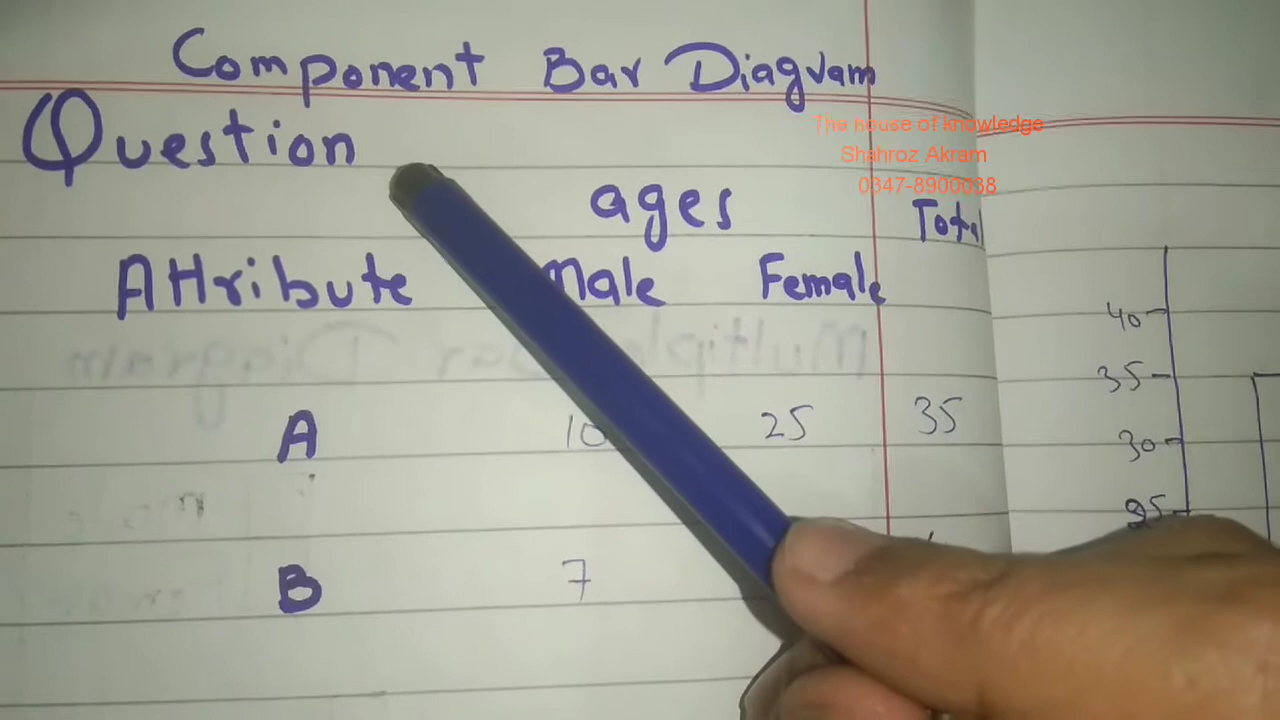 Component Bar Diagram
Question
The house of knowledge
Shahroz Akram
0347-8900038
ages
Total
Attribute Male Female
A 10 25 35
B 7
40
35
30
25